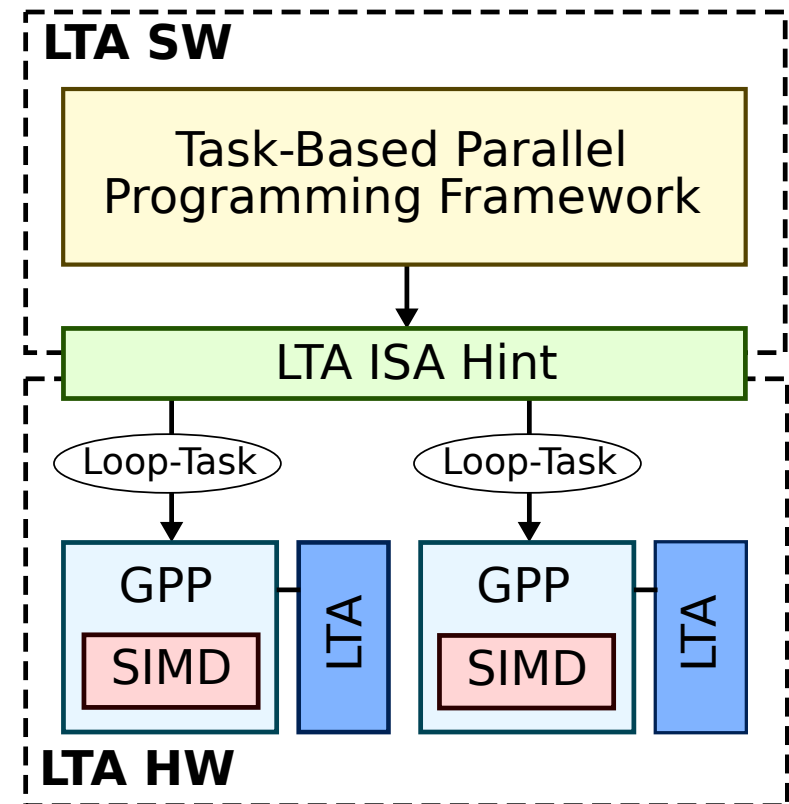 LTA SW
Task-Based Parallel
Programming Framework
LTA ISA Hint
Loop-Task
Loop-Task
GPP
SIMD
LTA
GPP
SIMD
LTA
LTA HW